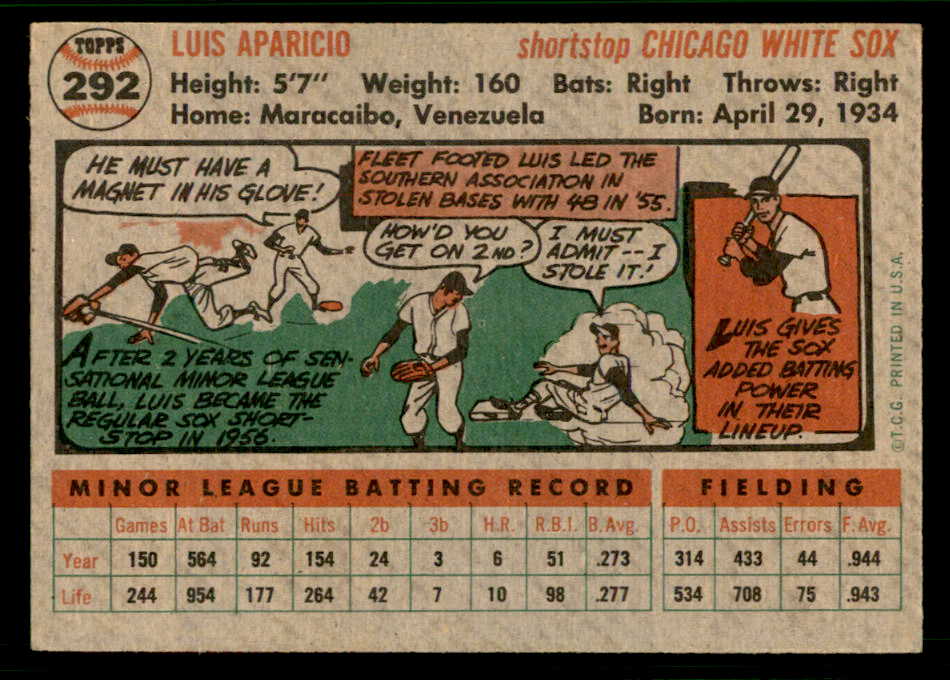 TOPPS
292
LUIS APARICIO
shortstop CHICAGO WHITE SOX
Height: 5'7" Weight: 160 Bats: Right Throws: Right
Home: Maracaibo, Venezuela Born: April 29, 1934
HE MUST HAVE A
MAGNET IN HIS GLOVE!
FLEET FOOTED LUIS LED THE
SOUTHERN ASSOCIATION IN
STOLEN BASES WITH 48 IN '55.
HOW'D YOU
GET ON 2ND?
I MUST
ADMIT -- I
STOLE IT!
AFTER 2 YEARS OF SEN-
SATIONAL MINOR LEAGUE
BALL, LUIS BECAME THE
REGULAR SOX SHORT-
STOP IN 1956.
LUIS GIVES
THE SOX
ADDED BATTING
POWER
IN THEIR
LINEUP.
©T.C.G. PRINTED IN U.S.A.
MINOR LEAGUE BATTING RECORD FIELDING
Games At Bat Runs Hits 2b 3b H.R. R.B.I. B.Avg. P.O. Assists Errors F.Avg.
Year 150 564 92 154 24 3 6 51 .273 314 433 44 .944
Life 244 954 177 264 42 7 10 98 .277 534 708 75 .943